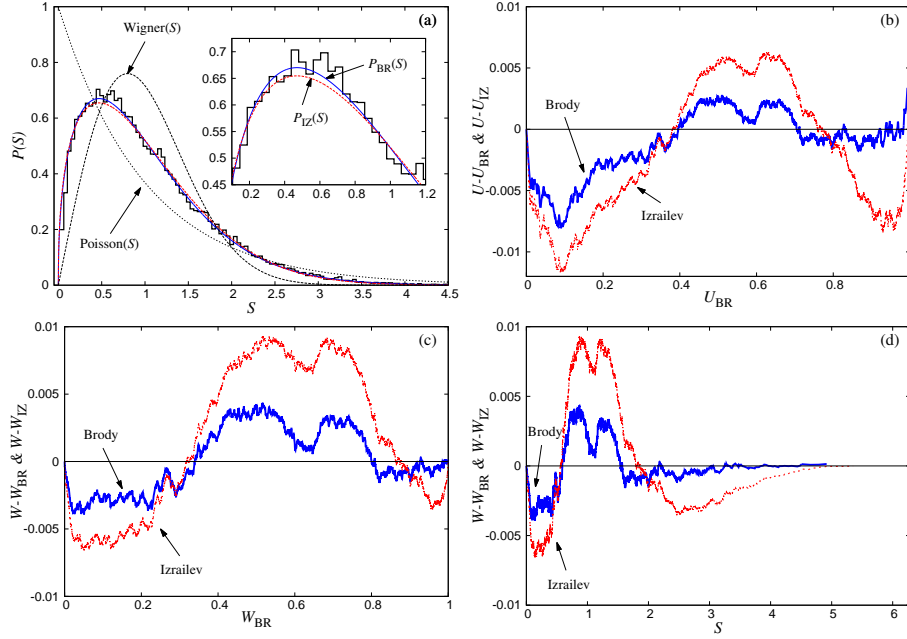 (a)
Wigner(S)
P_BR(S)
P_IZ(S)
Poisson(S)
0.7
0.65
0.6
0.55
0.5
0.45
0.2 0.4 0.6 0.8 1.0 1.2
1
0.8
0.6
0.4
0.2
0
P(S)
0 0.5 1 1.5 2 2.5 3 3.5 4 4.5
S
(b)
Brody
Izrailev
0.005
0
-0.005
-0.01
U-U_BR & U-U_IZ
0 0.2 0.4 0.6 0.8
U_BR
(c)
Brody
Izrailev
0.01
0.005
0
-0.005
-0.01
W-W_BR & W-W_IZ
0 0.2 0.4 0.6 0.8 1
W_BR
(d)
Brody
Izrailev
0.01
0.005
0
-0.005
-0.01
W-W_BR & W-W_IZ
0 1 2 3 4 5 6
S